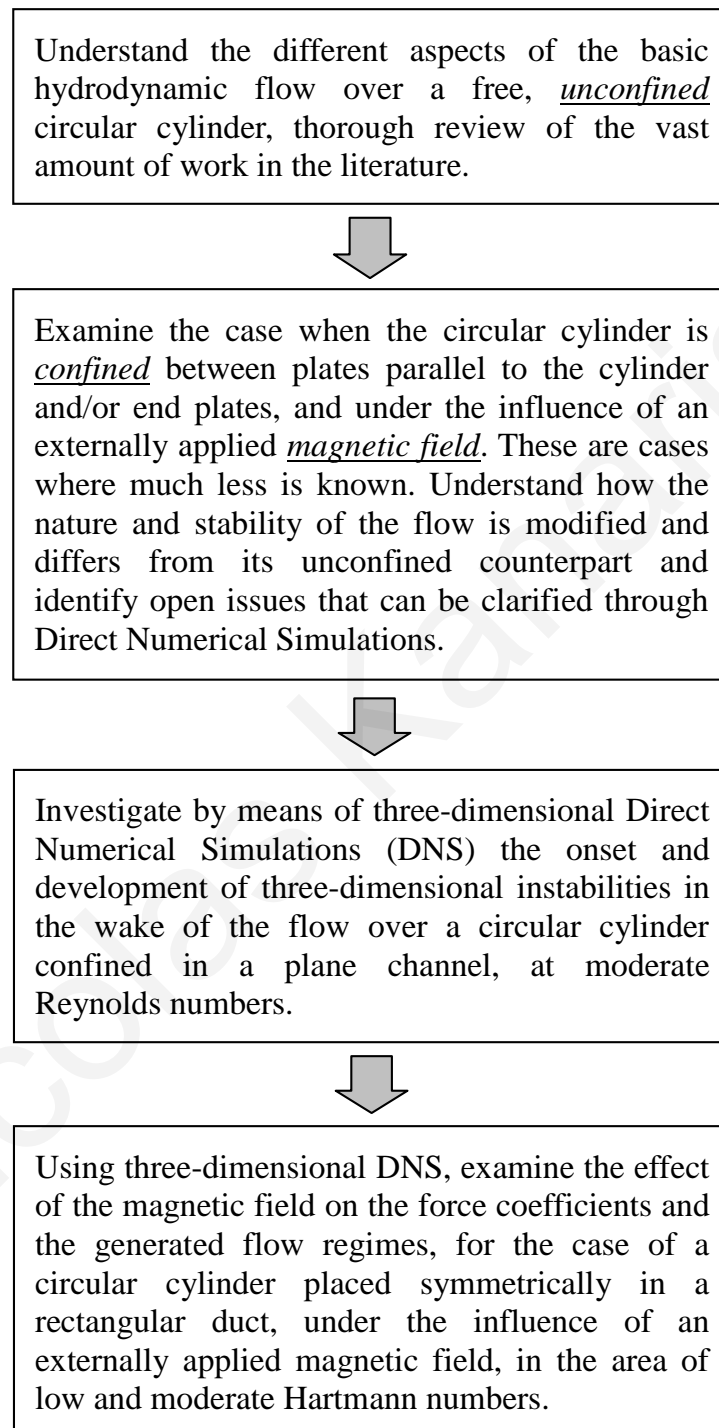 Understand the different aspects of the basic
hydrodynamic flow over a free, unconfined
circular cylinder, thorough review of the vast
amount of work in the literature.
Examine the case when the circular cylinder is
confined between plates parallel to the cylinder
and/or end plates, and under the influence of an
externally applied magnetic field. These are cases
where much less is known. Understand how the
nature and stability of the flow is modified and
differs from its unconfined counterpart and
identify open issues that can be clarified through
Direct Numerical Simulations.
Investigate by means of three-dimensional Direct
Numerical Simulations (DNS) the onset and
development of three-dimensional instabilities in
the wake of the flow over a circular cylinder
confined in a plane channel, at moderate
Reynolds numbers.
Using three-dimensional DNS, examine the effect
of the magnetic field on the force coefficients and
the generated flow regimes, for the case of a
circular cylinder placed symmetrically in a
rectangular duct, under the influence of an
externally applied magnetic field, in the area of
low and moderate Hartmann numbers.